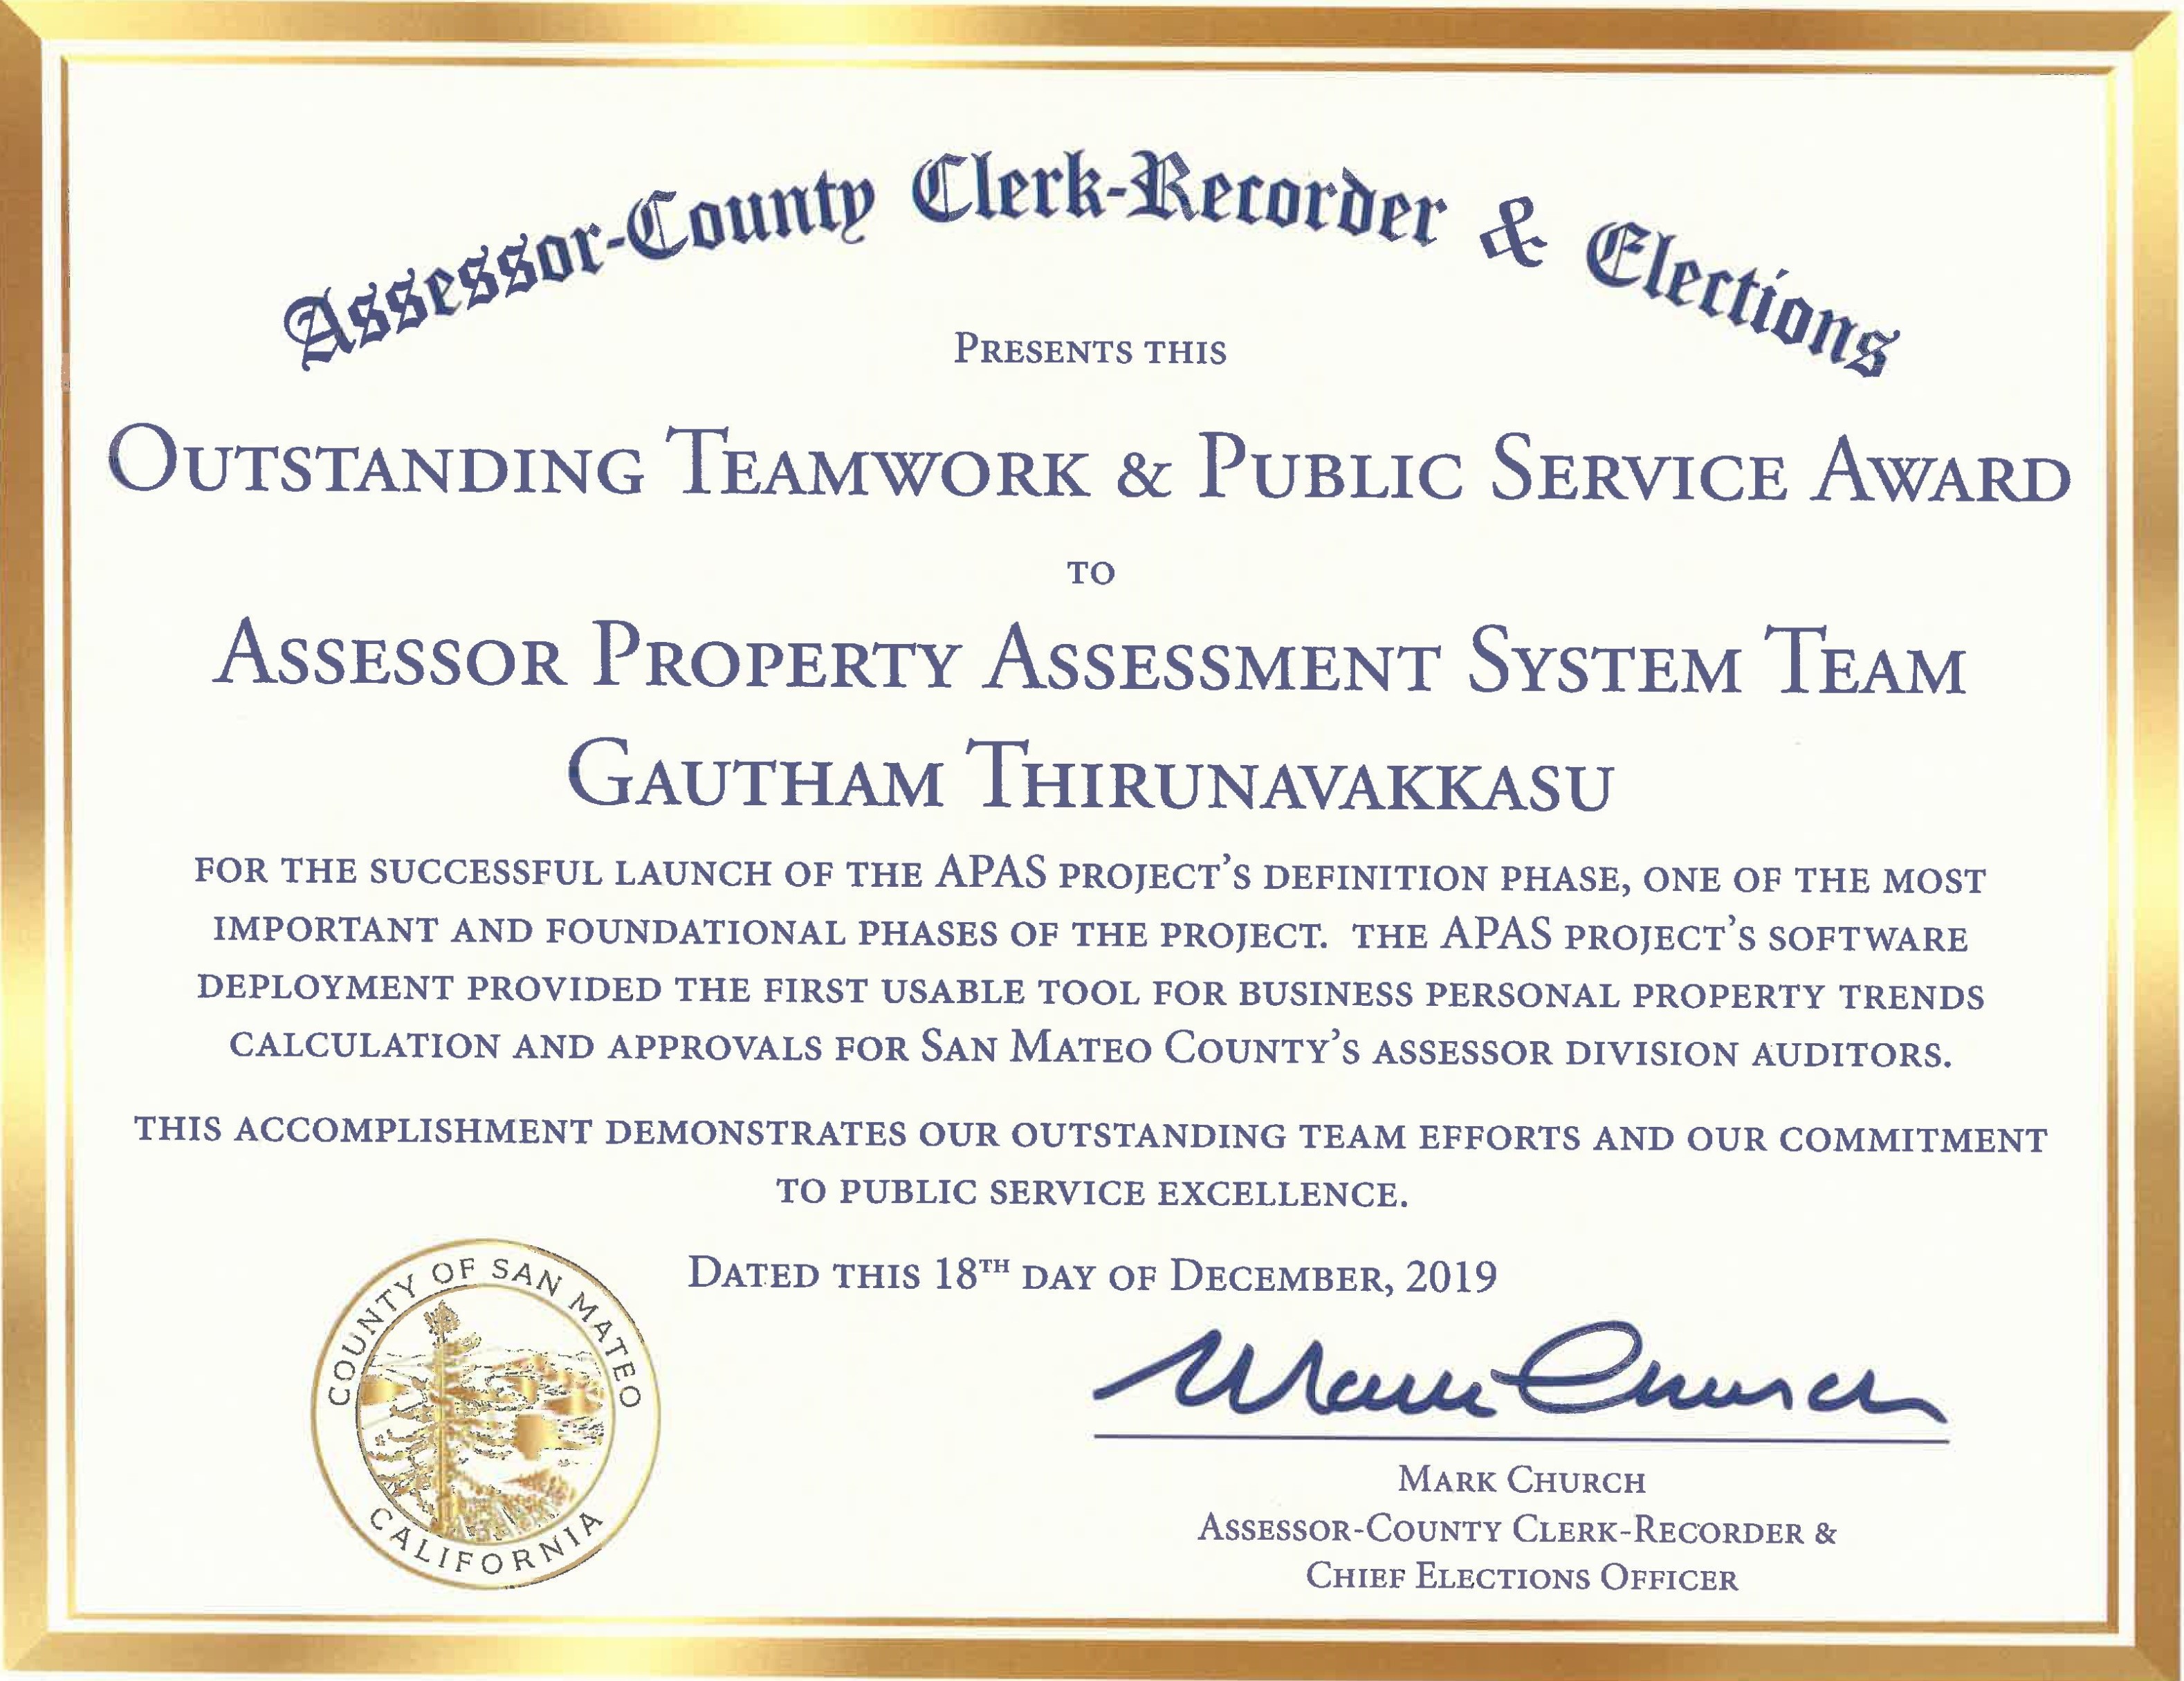 Assessor-County Clerk-Recorder & Elections
PRESENTS THIS
OUTSTANDING TEAMWORK & PUBLIC SERVICE AWARD
TO
ASSESSOR PROPERTY ASSESSMENT SYSTEM TEAM
GAUTHAM THIRUNAVAKKASU
FOR THE SUCCESSFUL LAUNCH OF THE APAS PROJECT'S DEFINITION PHASE, ONE OF THE MOST
IMPORTANT AND FOUNDATIONAL PHASES OF THE PROJECT. THE APAS PROJECT'S SOFTWARE
DEPLOYMENT PROVIDED THE FIRST USABLE TOOL FOR BUSINESS PERSONAL PROPERTY TRENDS
CALCULATION AND APPROVALS FOR SAN MATEO COUNTY'S ASSESSOR DIVISION AUDITORS.
THIS ACCOMPLISHMENT DEMONSTRATES OUR OUTSTANDING TEAM EFFORTS AND OUR COMMITMENT
TO PUBLIC SERVICE EXCELLENCE.
DATED THIS 18TH DAY OF DECEMBER, 2019
COUNTY OF SAN MATEO
CALIFORNIA
Mark Church
MARK CHURCH
ASSESSOR-COUNTY CLERK-RECORDER &
CHIEF ELECTIONS OFFICER